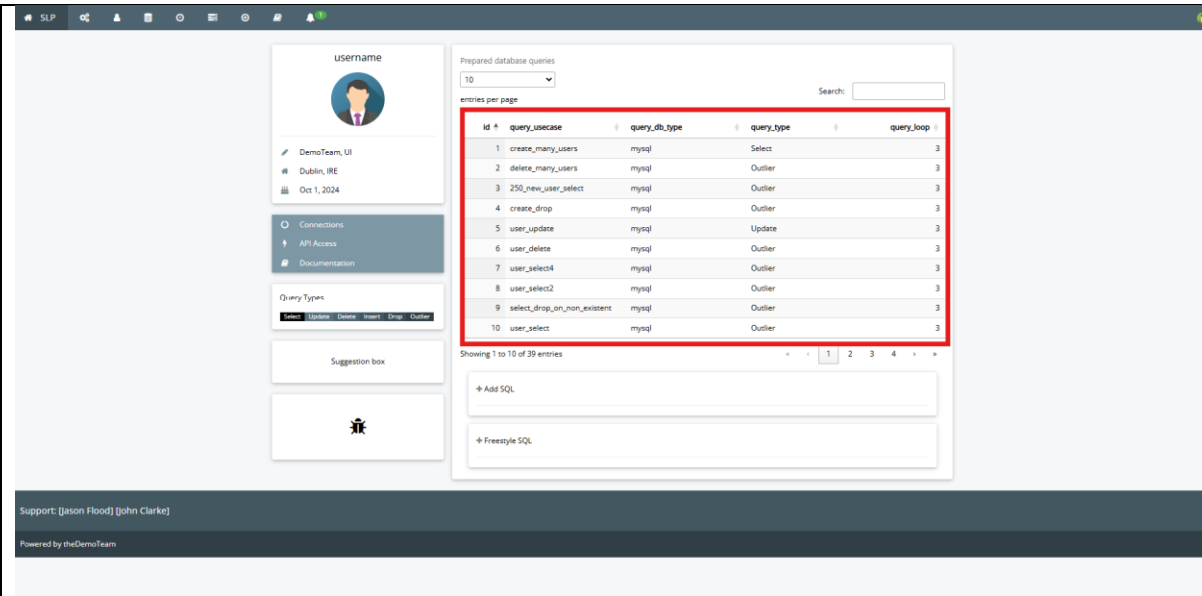 SLP
1
username
DemoTeam, UI
Dublin, IRE
Oct 1, 2024
Connections
API Access
Documentation
Query Types
Select Update Delete Insert Drop Outlier
Suggestion box
Prepared database queries
10
entries per page
Search:
id query_usecase query_db_type query_type query_loop
1 create_many_users mysql Select 3
2 delete_many_users mysql Outlier 3
3 250_new_user_select mysql Outlier 3
4 create_drop mysql Outlier 3
5 user_update mysql Update 3
6 user_delete mysql Outlier 3
7 user_select4 mysql Outlier 3
8 user_select2 mysql Outlier 3
9 select_drop_on_non_existent mysql Outlier 3
10 user_select mysql Outlier 3
Showing 1 to 10 of 39 entries
« ‹ 1 2 3 4 › »
+ Add SQL
+ Freestyle SQL
Support: [Jason Flood] [John Clarke]
Powered by theDemoTeam